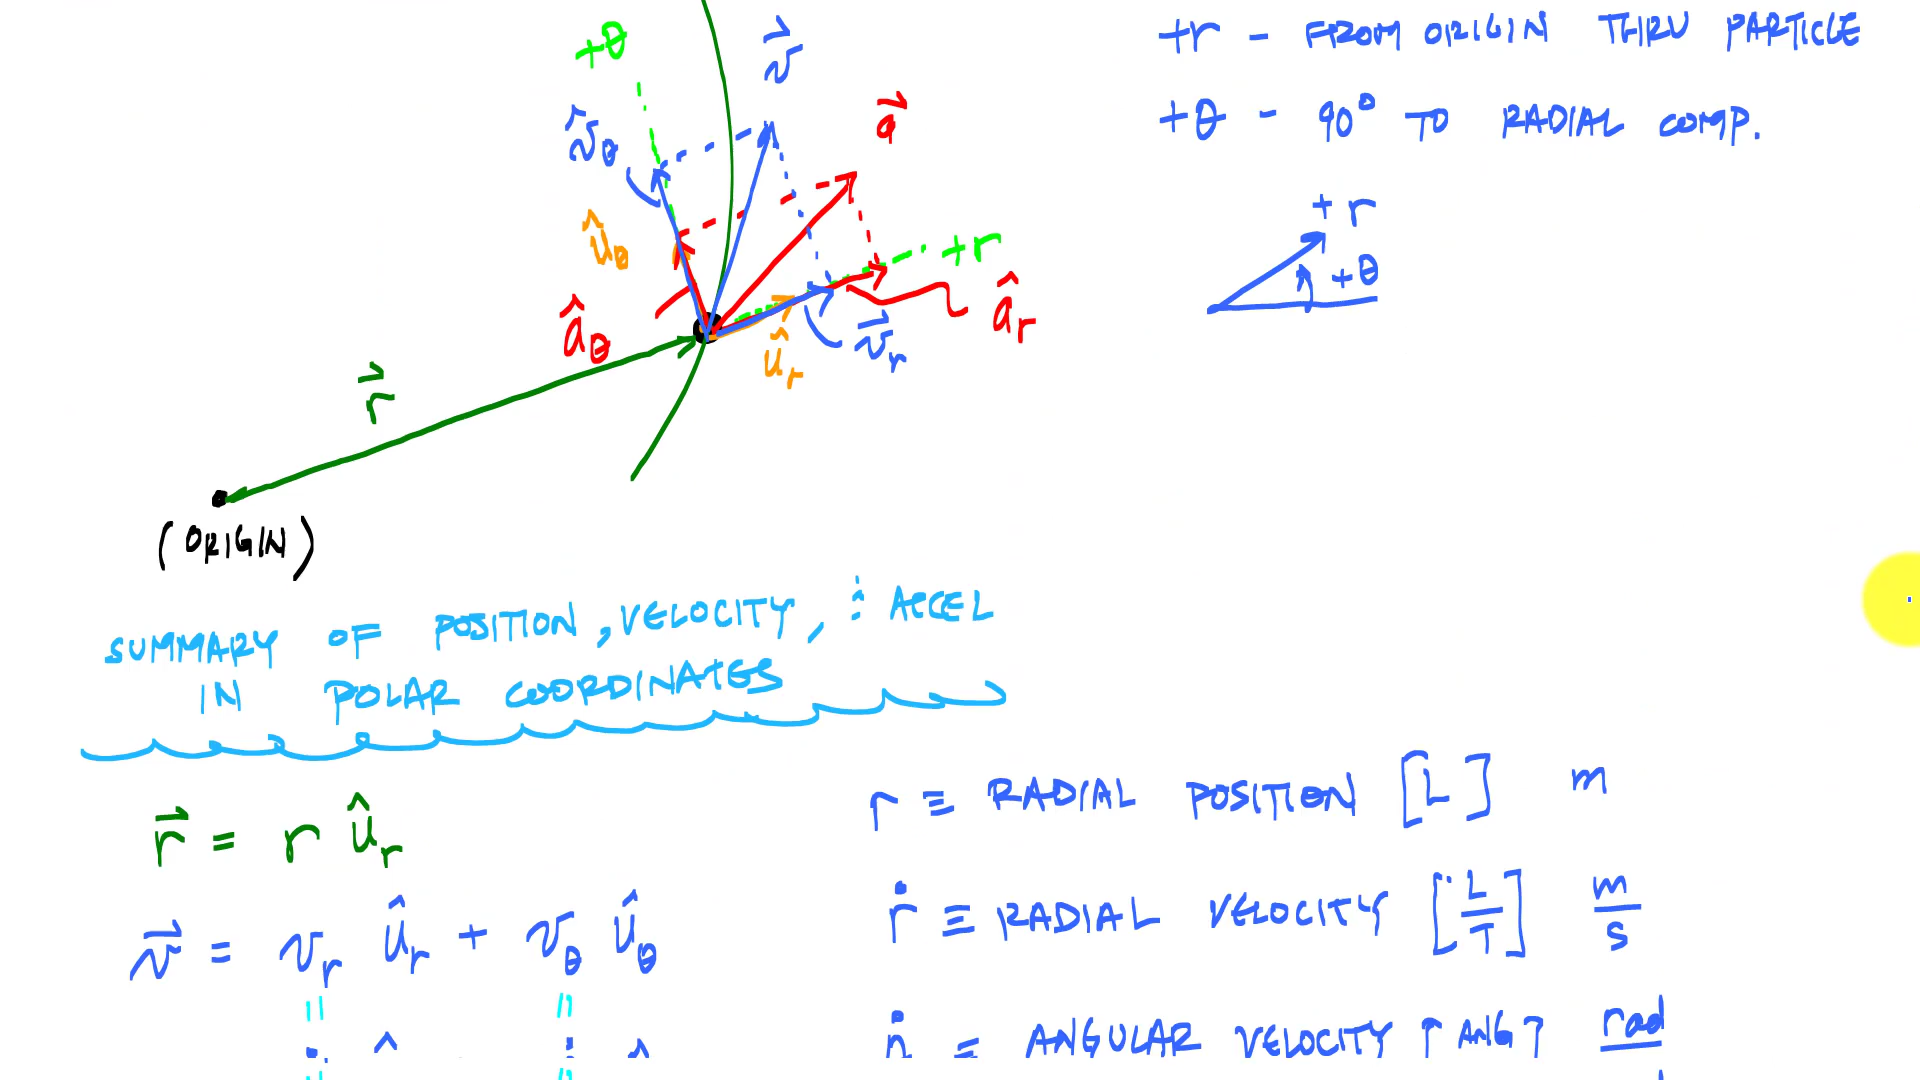 +θ
v⃗
+r - FROM ORIGIN THRU PARTICLE
a⃗
v̂θ
+θ - 90° TO RADIAL COMP.
ûθ
+r
+r
+θ
âθ
ûr
v⃗r
âr
r⃗
(ORIGIN)
SUMMARY OF POSITION, VELOCITY, & ACCEL
IN POLAR COORDINATES
r⃗ = r ûr
r ≡ RADIAL POSITION [L] m
v⃗ = vr ûr + vθ ûθ
ṙ ≡ RADIAL VELOCITY [L/T] m/s
ANGULAR VELOCITY [ANG] rad